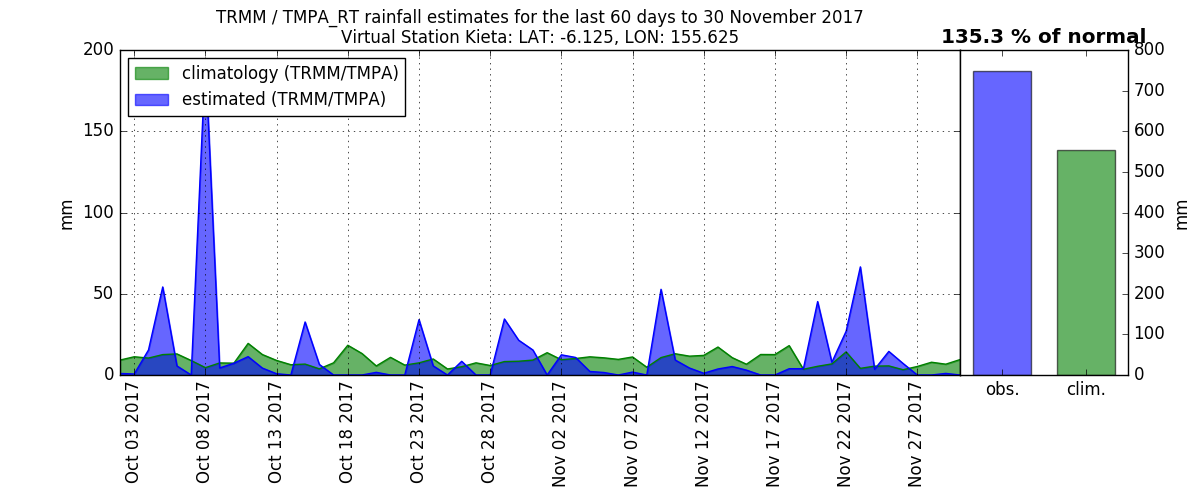 TRMM / TMPA_RT rainfall estimates for the last 60 days to 30 November 2017
Virtual Station Kieta: LAT: -6.125, LON: 155.625
135.3 % of normal
climatology (TRMM/TMPA)
estimated (TRMM/TMPA)
200
150
100
50
0
mm
800
700
600
500
400
300
200
100
0
mm
Oct 03 2017
Oct 08 2017
Oct 13 2017
Oct 18 2017
Oct 23 2017
Oct 28 2017
Nov 02 2017
Nov 07 2017
Nov 12 2017
Nov 17 2017
Nov 22 2017
Nov 27 2017
obs.
clim.